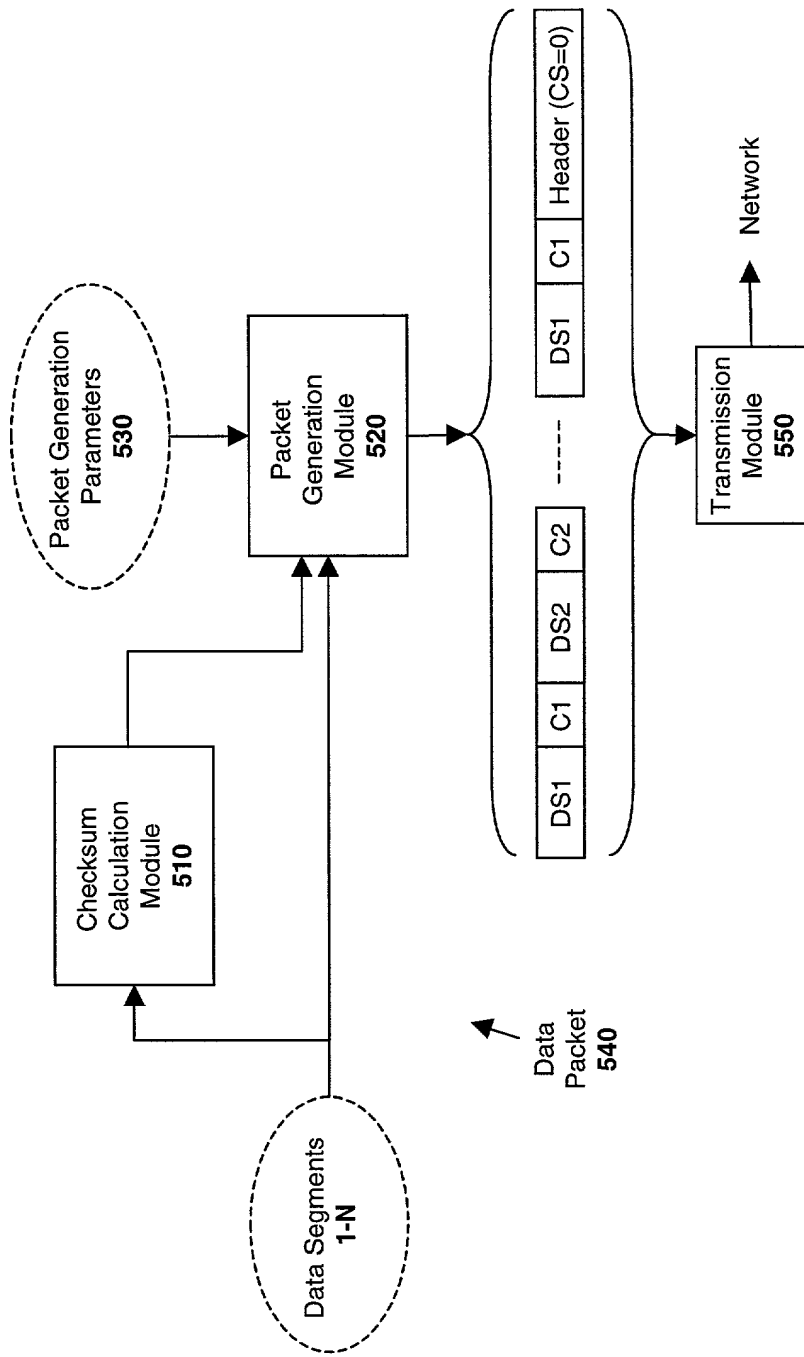 Packet Generation
Parameters
530
Checksum
Calculation
Module
510
Packet
Generation
Module
520
Data Segments
1-N
Data
Packet
540
DS1 C1 DS2 C2 ----- DS1 C1 Header (CS=0)
Transmission
Module
550
Network